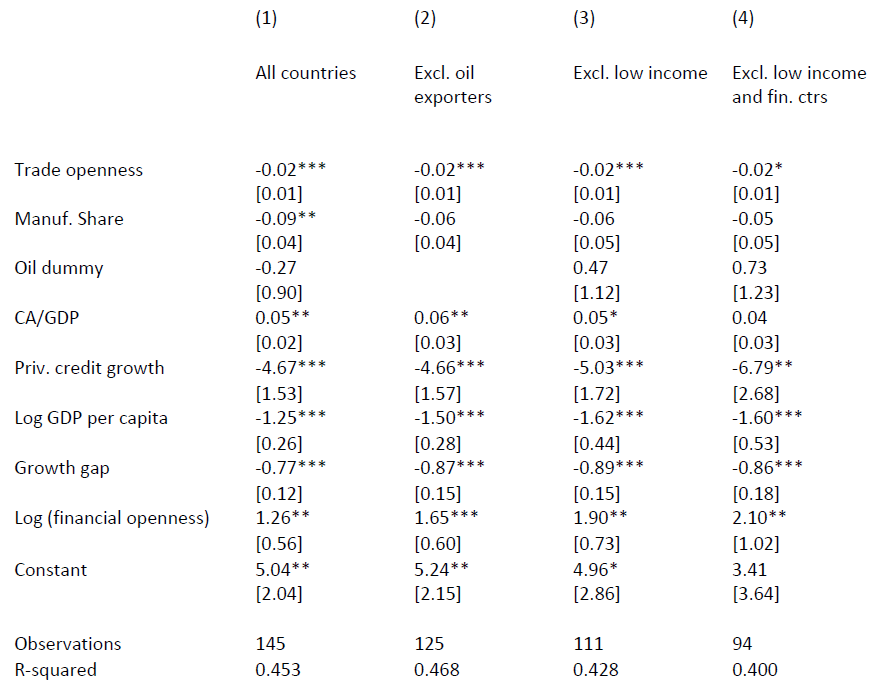 (1) (2) (3) (4)
All countries Excl. oil Excl. low income Excl. low income
exporters and fin. ctrs
Trade openness -0.02*** -0.02*** -0.02*** -0.02*
[0.01] [0.01] [0.01] [0.01]
Manuf. Share -0.09** -0.06 -0.06 -0.05
[0.04] [0.04] [0.05] [0.05]
Oil dummy -0.27 0.47 0.73
[0.90] [1.12] [1.23]
CA/GDP 0.05** 0.06** 0.05* 0.04
[0.02] [0.03] [0.03] [0.03]
Priv. credit growth -4.67*** -4.66*** -5.03*** -6.79**
[1.53] [1.57] [1.72] [2.68]
Log GDP per capita -1.25*** -1.50*** -1.62*** -1.60***
[0.26] [0.28] [0.44] [0.53]
Growth gap -0.77*** -0.87*** -0.89*** -0.86***
[0.12] [0.15] [0.15] [0.18]
Log (financial openness) 1.26** 1.65*** 1.90** 2.10**
[0.56] [0.60] [0.73] [1.02]
Constant 5.04** 5.24** 4.96* 3.41
[2.04] [2.15] [2.86] [3.64]
Observations 145 125 111 94
R-squared 0.453 0.468 0.428 0.400